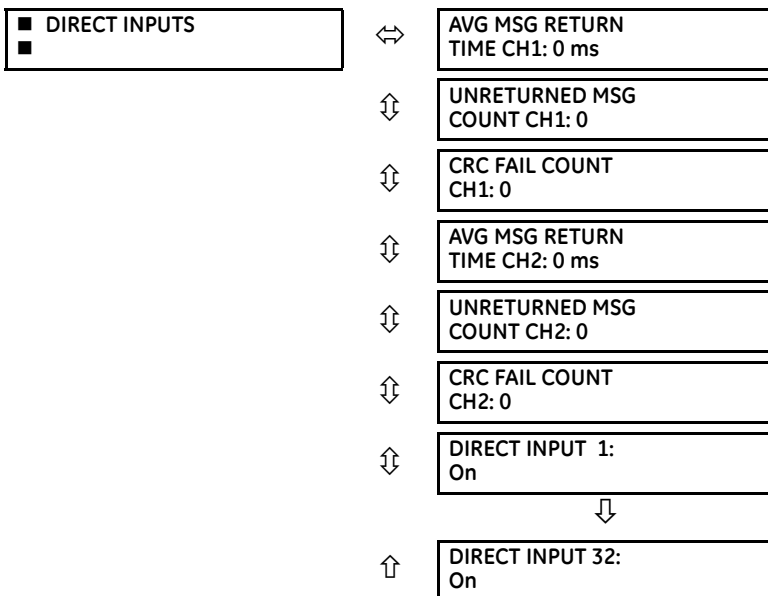 ■ DIRECT INPUTS
■
AVG MSG RETURN
TIME CH1: 0 ms
UNRETURNED MSG
COUNT CH1: 0
CRC FAIL COUNT
CH1: 0
AVG MSG RETURN
TIME CH2: 0 ms
UNRETURNED MSG
COUNT CH2: 0
CRC FAIL COUNT
CH2: 0
DIRECT INPUT  1:
On
DIRECT INPUT 32:
On